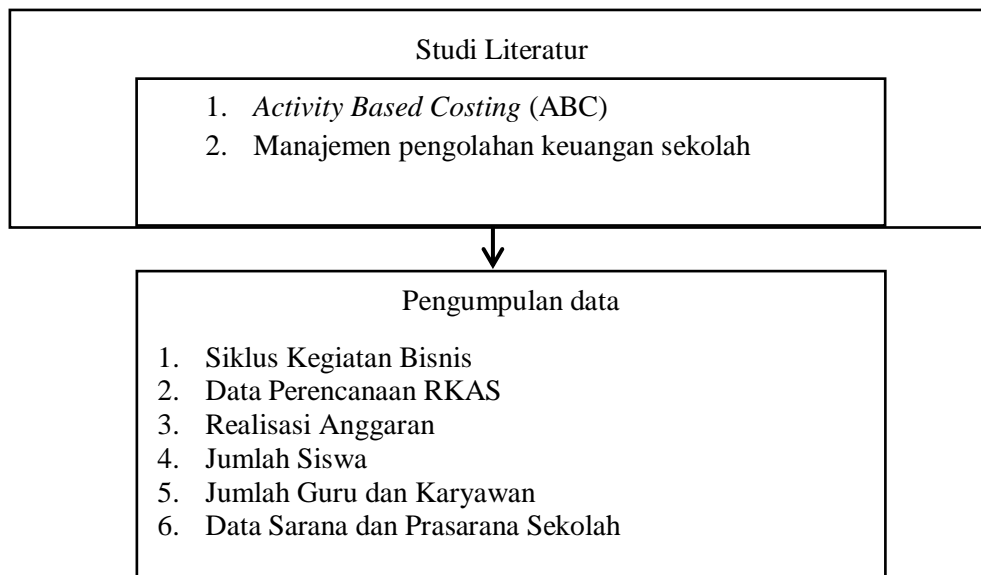 Studi Literatur
1. Activity Based Costing (ABC)
2. Manajemen pengolahan keuangan sekolah
Pengumpulan data
1. Siklus Kegiatan Bisnis
2. Data Perencanaan RKAS
3. Realisasi Anggaran
4. Jumlah Siswa
5. Jumlah Guru dan Karyawan
6. Data Sarana dan Prasarana Sekolah